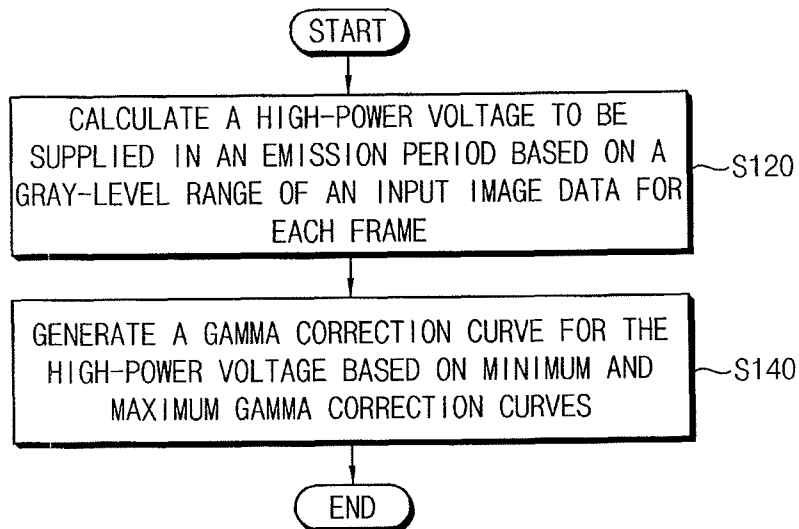 START
CALCULATE A HIGH-POWER VOLTAGE TO BE
SUPPLIED IN AN EMISSION PERIOD BASED ON A
GRAY-LEVEL RANGE OF AN INPUT IMAGE DATA FOR
EACH FRAME
S120
GENERATE A GAMMA CORRECTION CURVE FOR THE
HIGH-POWER VOLTAGE BASED ON MINIMUM AND
MAXIMUM GAMMA CORRECTION CURVES
S140
END